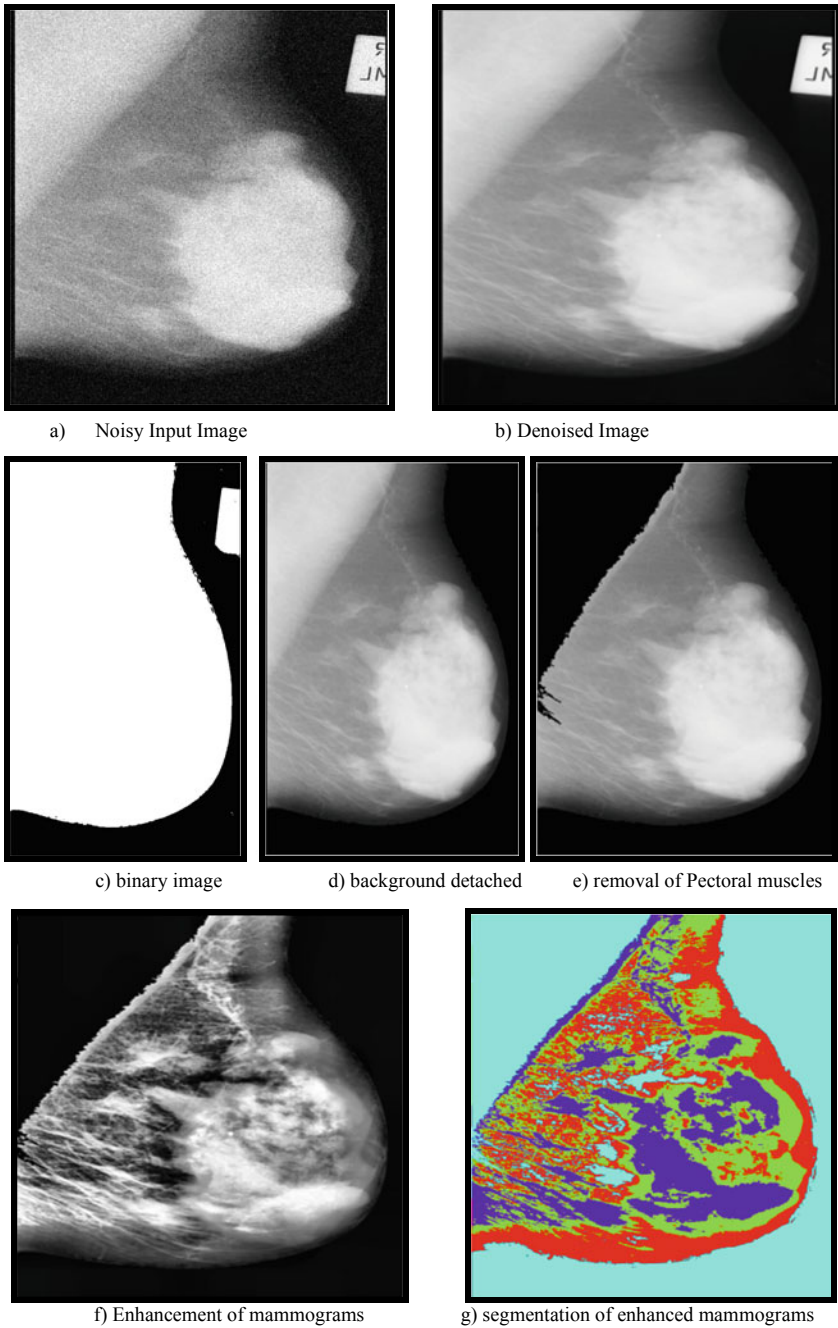 a) Noisy Input Image
b) Denoised Image
c) binary image
d) background detached
e) removal of Pectoral muscles
f) Enhancement of mammograms
g) segmentation of enhanced mammograms